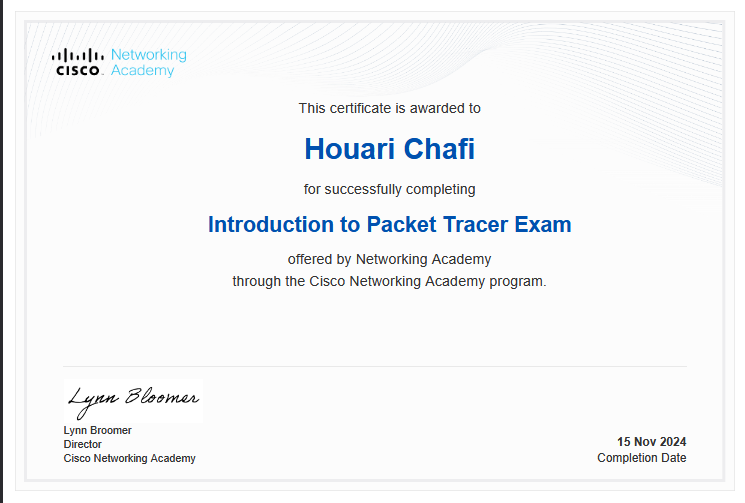 Networking
CISCO Academy
This certificate is awarded to
Houari Chafi
for successfully completing
Introduction to Packet Tracer Exam
offered by Networking Academy
through the Cisco Networking Academy program.
Lynn Bloomer
Lynn Broomer
Director
Cisco Networking Academy
15 Nov 2024
Completion Date